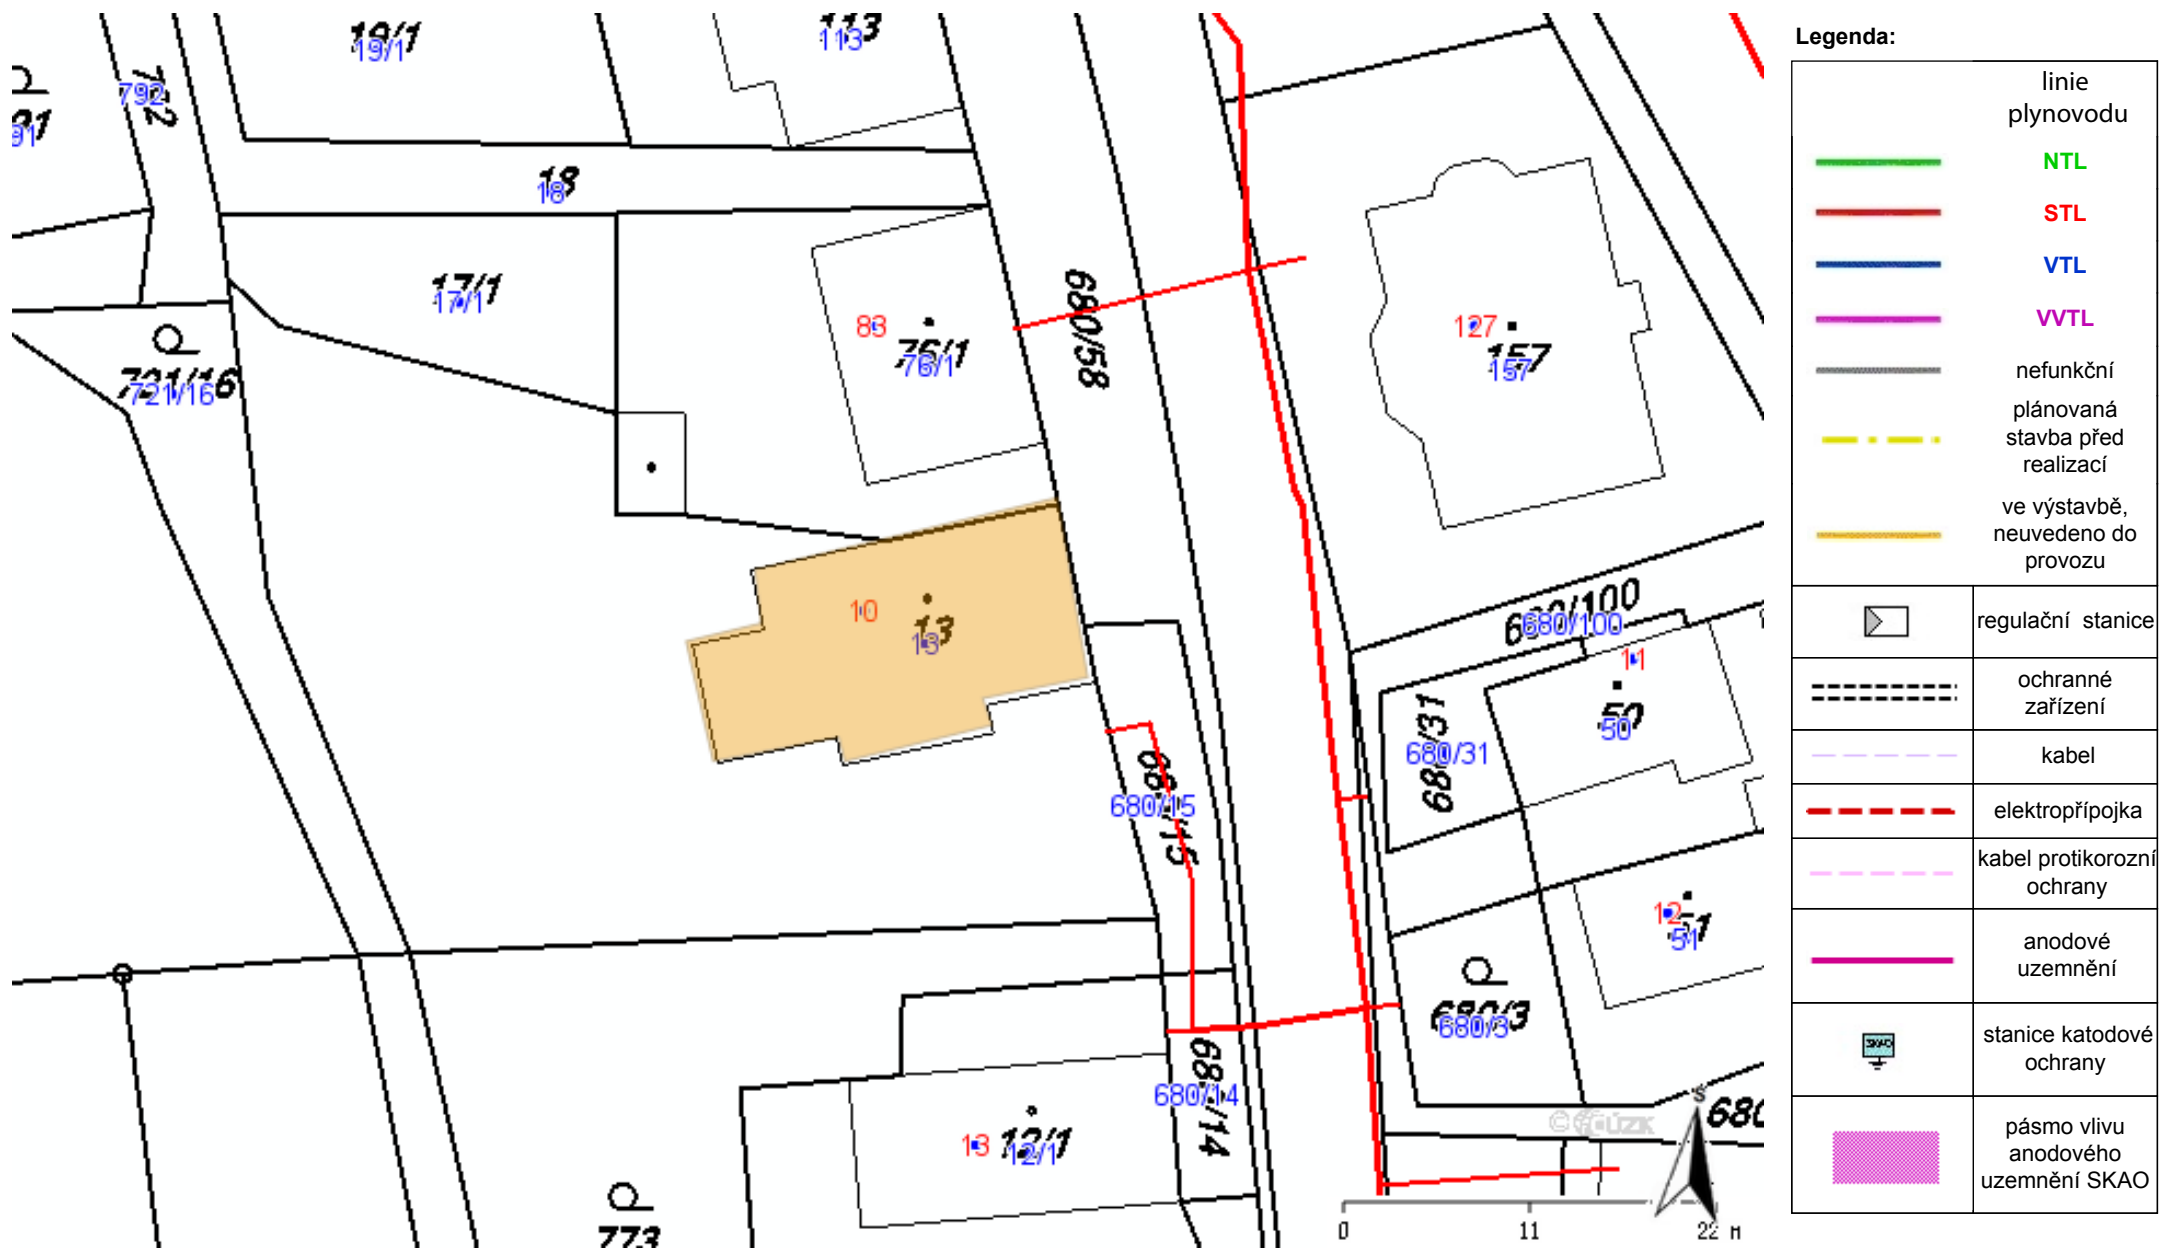 19/1
19/1
113
113
792
91
91
18
18
17/1
17/1
680/58
83
76/1
76/1
127
157
157
721/16
721/16
10
13
13
680/100
680/100
11
50
50
680/31
680/31
680/15
680/15
12
51
51
680/3
680/3
680/14
680/14
13
12/1
12/1
773
680
S
0 11 22 M
Legenda:
linie
plynovodu
NTL
STL
VTL
VVTL
nefunkční
plánovaná
stavba před
realizací
ve výstavbě,
neuvedeno do
provozu
regulační stanice
ochranné
zařízení
kabel
elektropřípojka
kabel protikorozní
ochrany
anodové
uzemnění
SKAO
stanice katodové
ochrany
pásmo vlivu
anodového
uzemnění SKAO